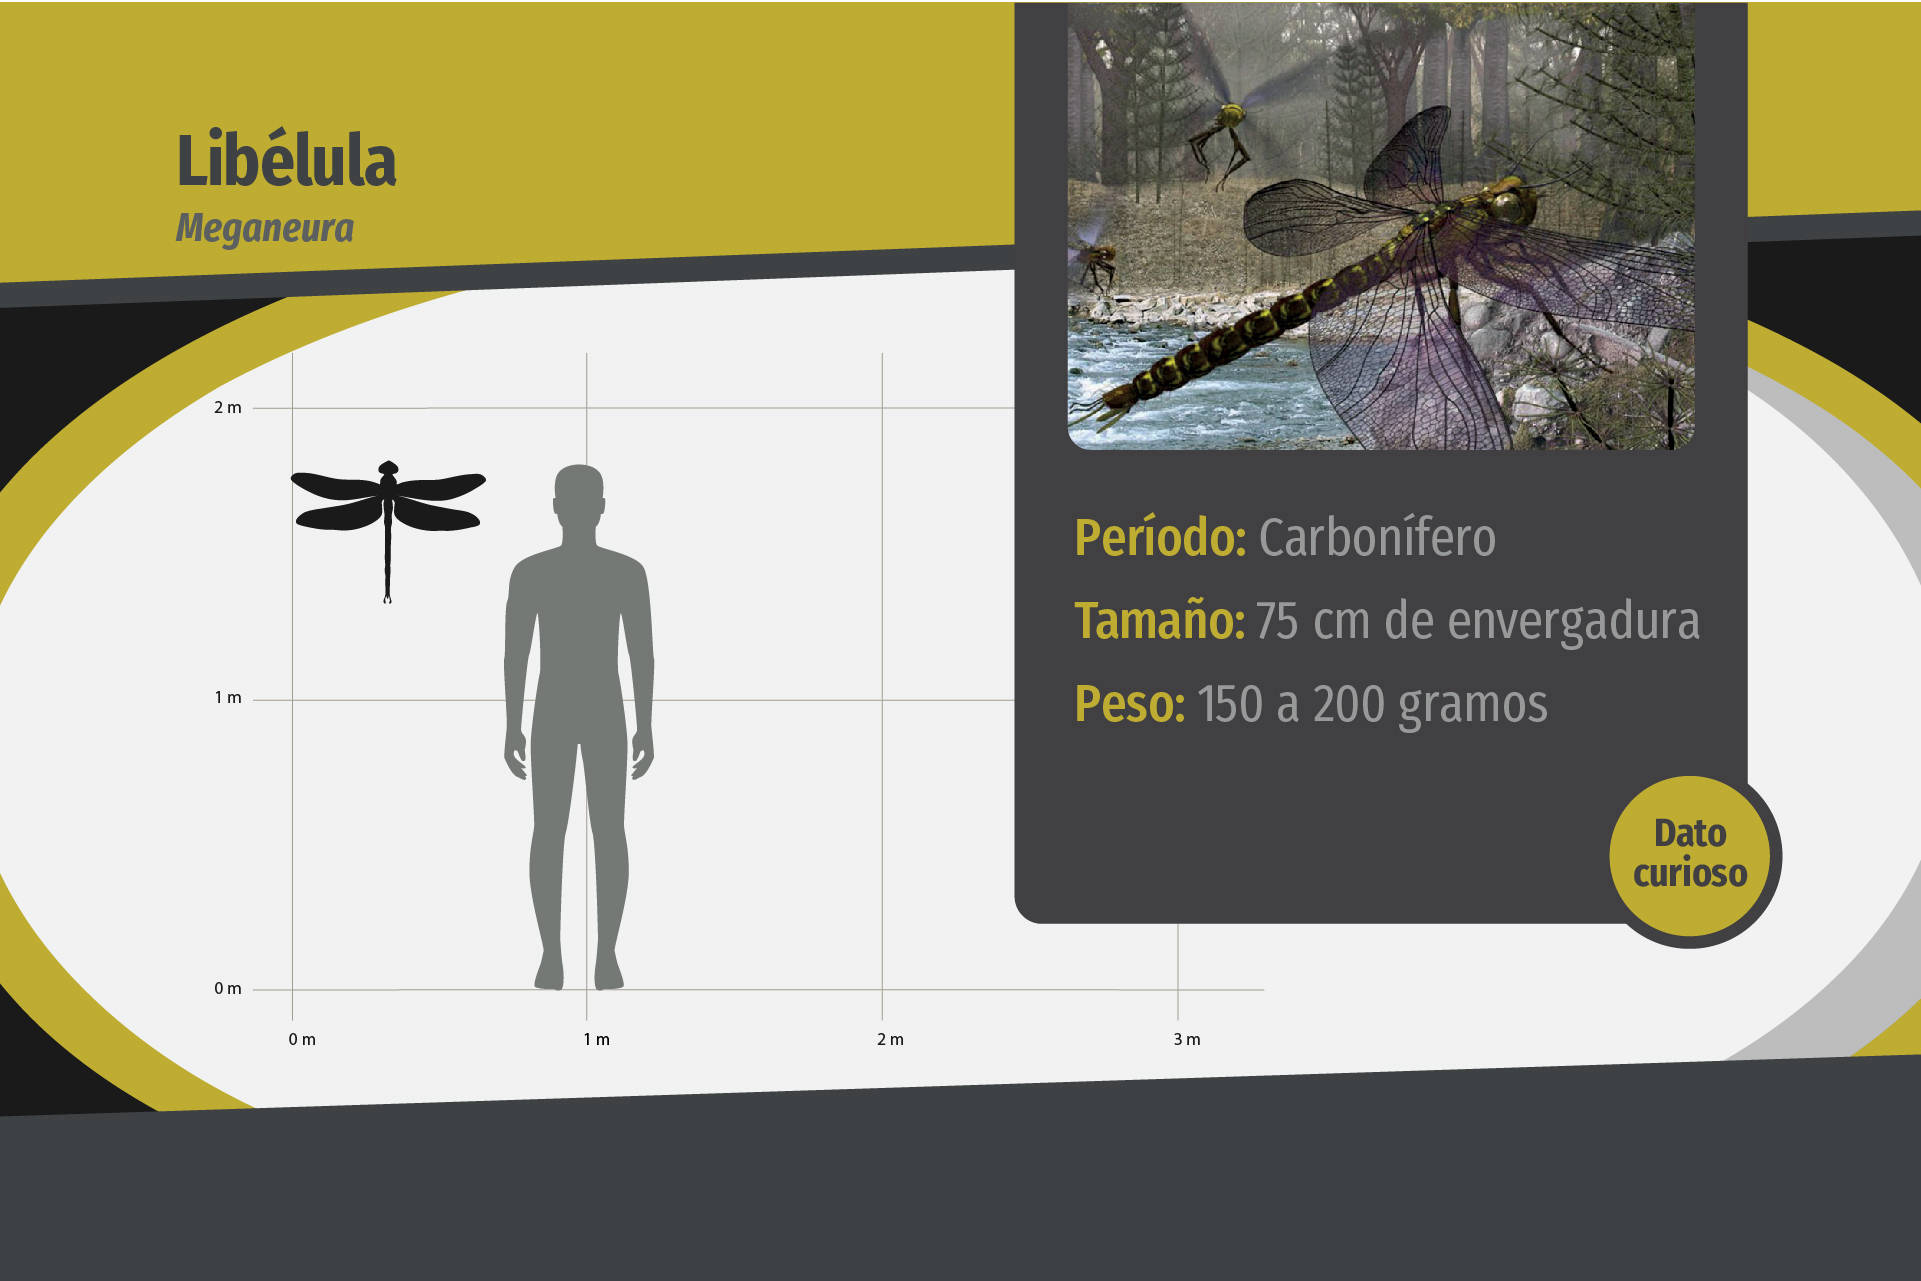 Libélula
Meganeura
2 m
1 m
0 m
0 m
1 m
2 m
3 m
Período: Carbonífero
Tamaño: 75 cm de envergadura
Peso: 150 a 200 gramos
Dato
curioso